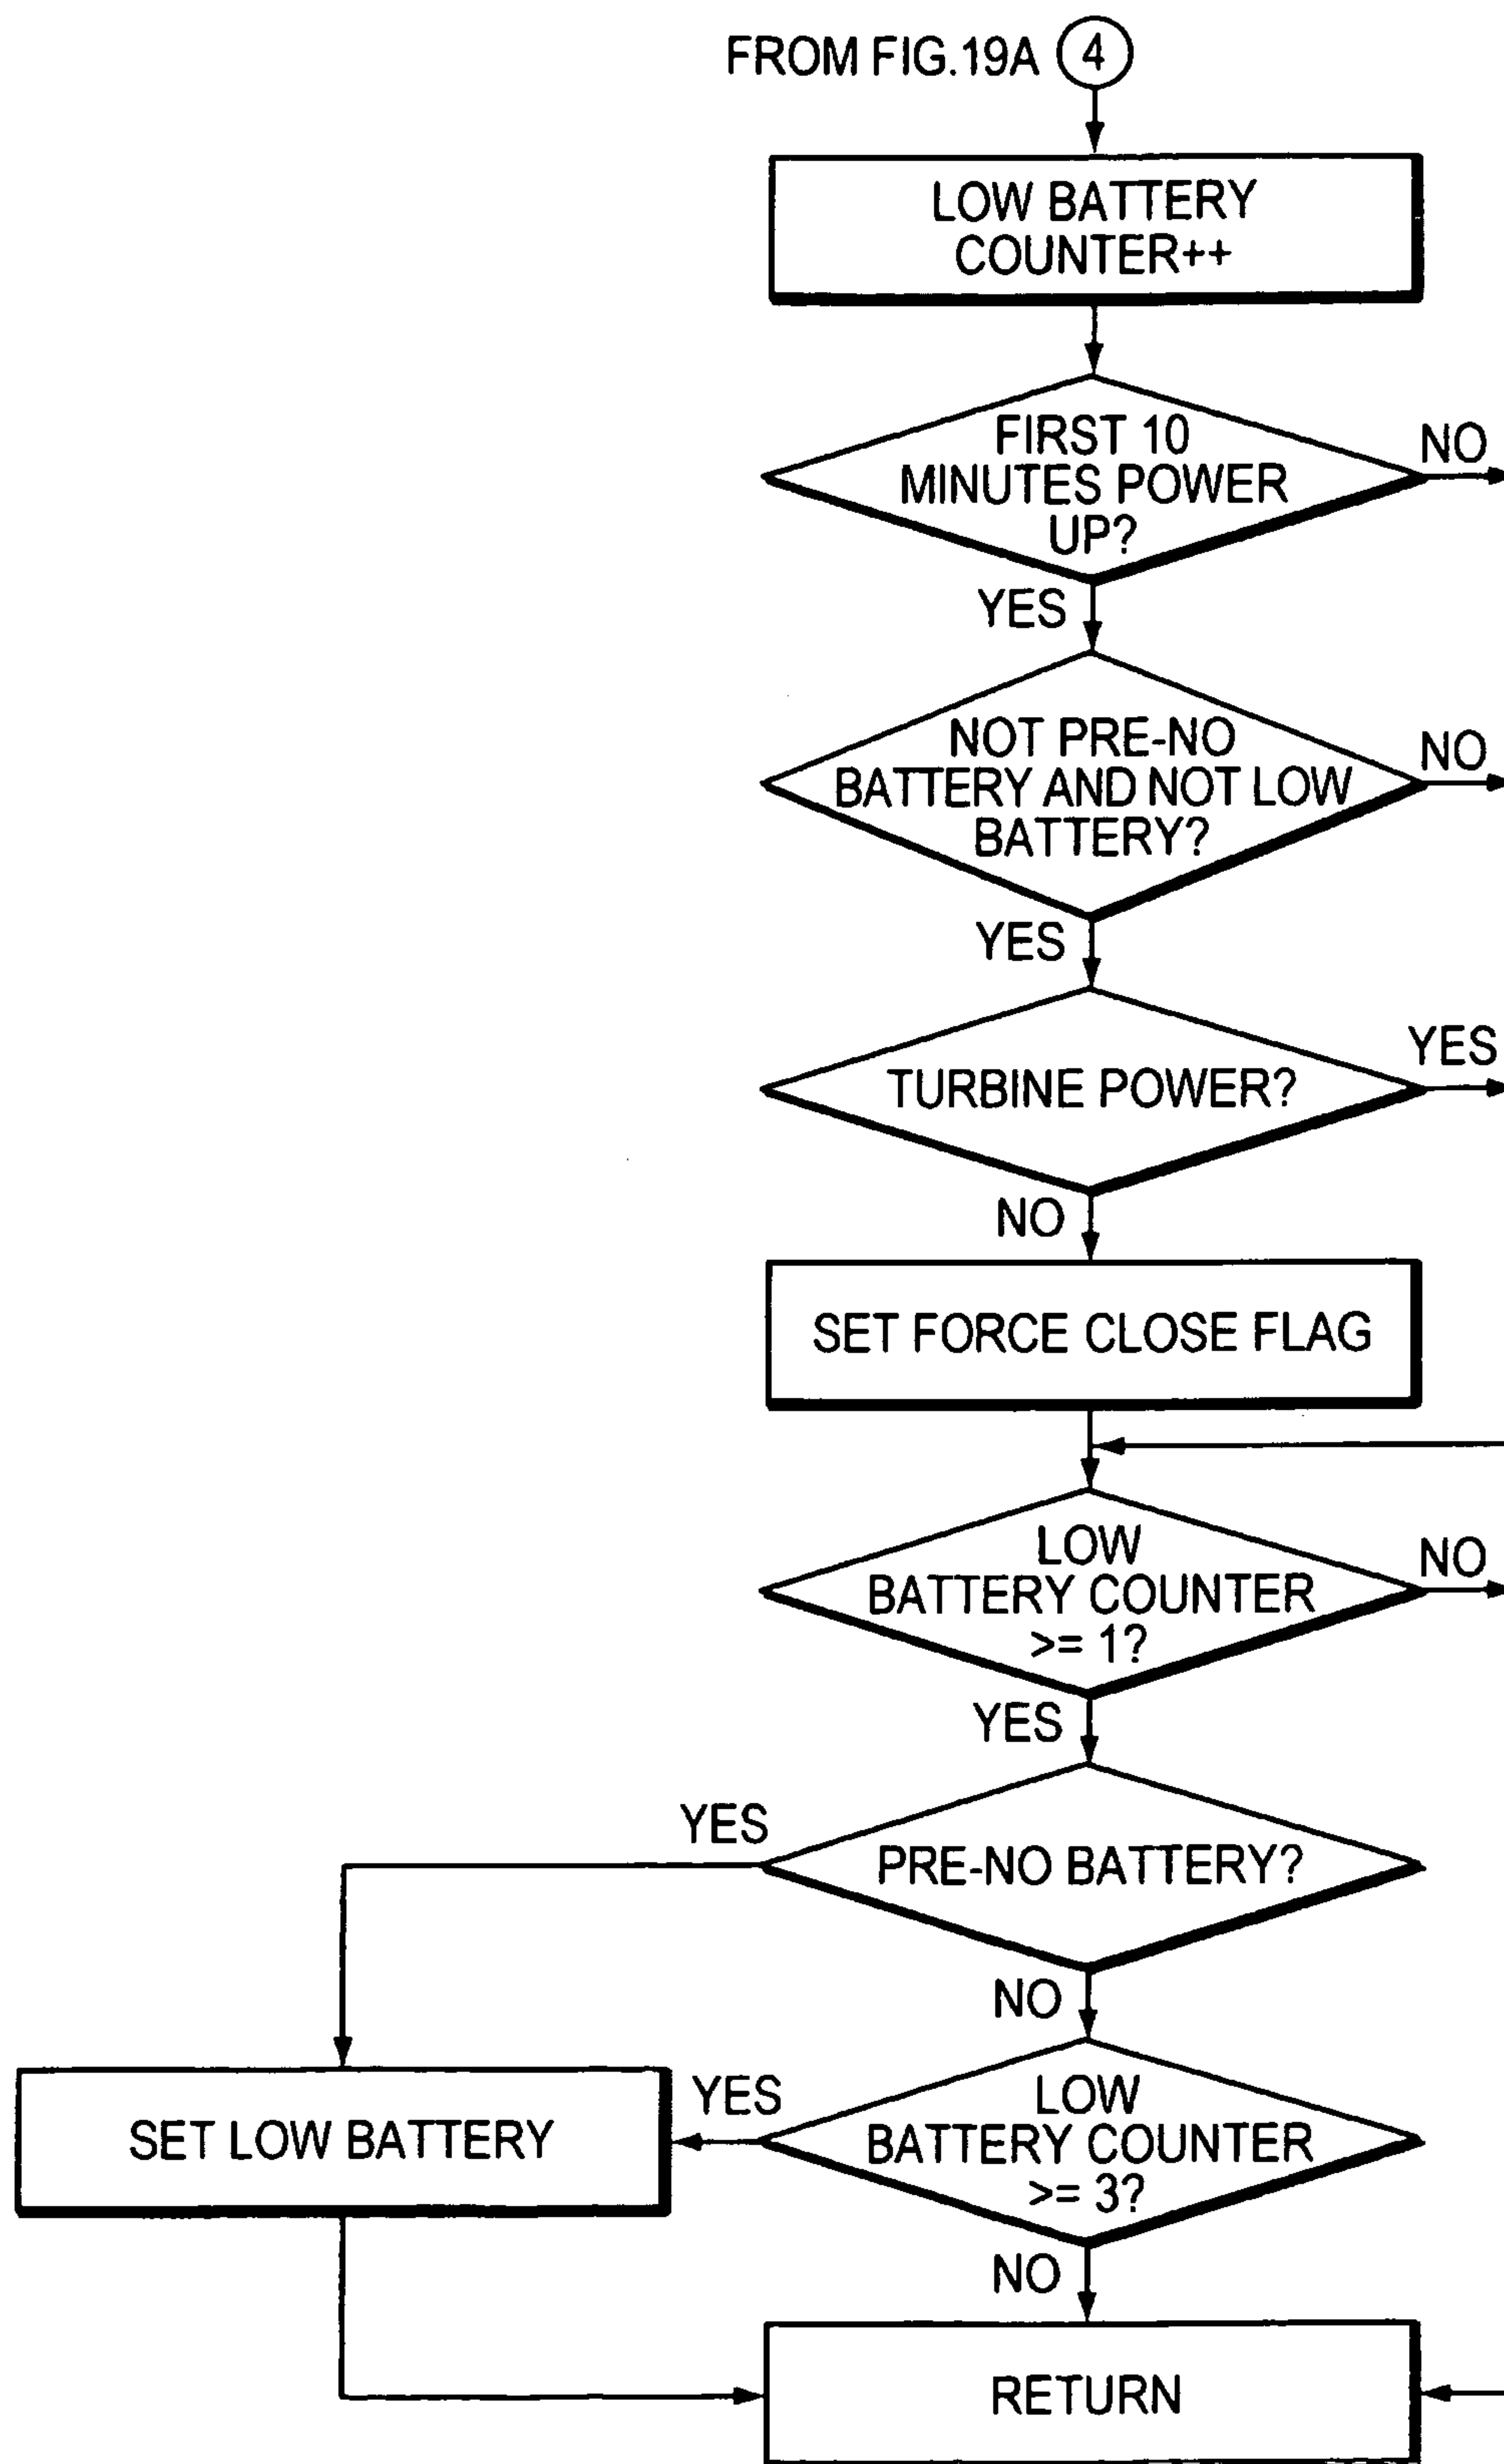 FROM FIG.19A 4
LOW BATTERY
COUNTER++
FIRST 10
MINUTES POWER
UP?
NO
YES
NOT PRE-NO
BATTERY AND NOT LOW
BATTERY?
NO
YES
TURBINE POWER?
YES
NO
SET FORCE CLOSE FLAG
LOW
BATTERY COUNTER
>= 1?
NO
YES
PRE-NO BATTERY?
YES
NO
LOW
BATTERY COUNTER
>= 3?
YES
SET LOW BATTERY
NO
RETURN